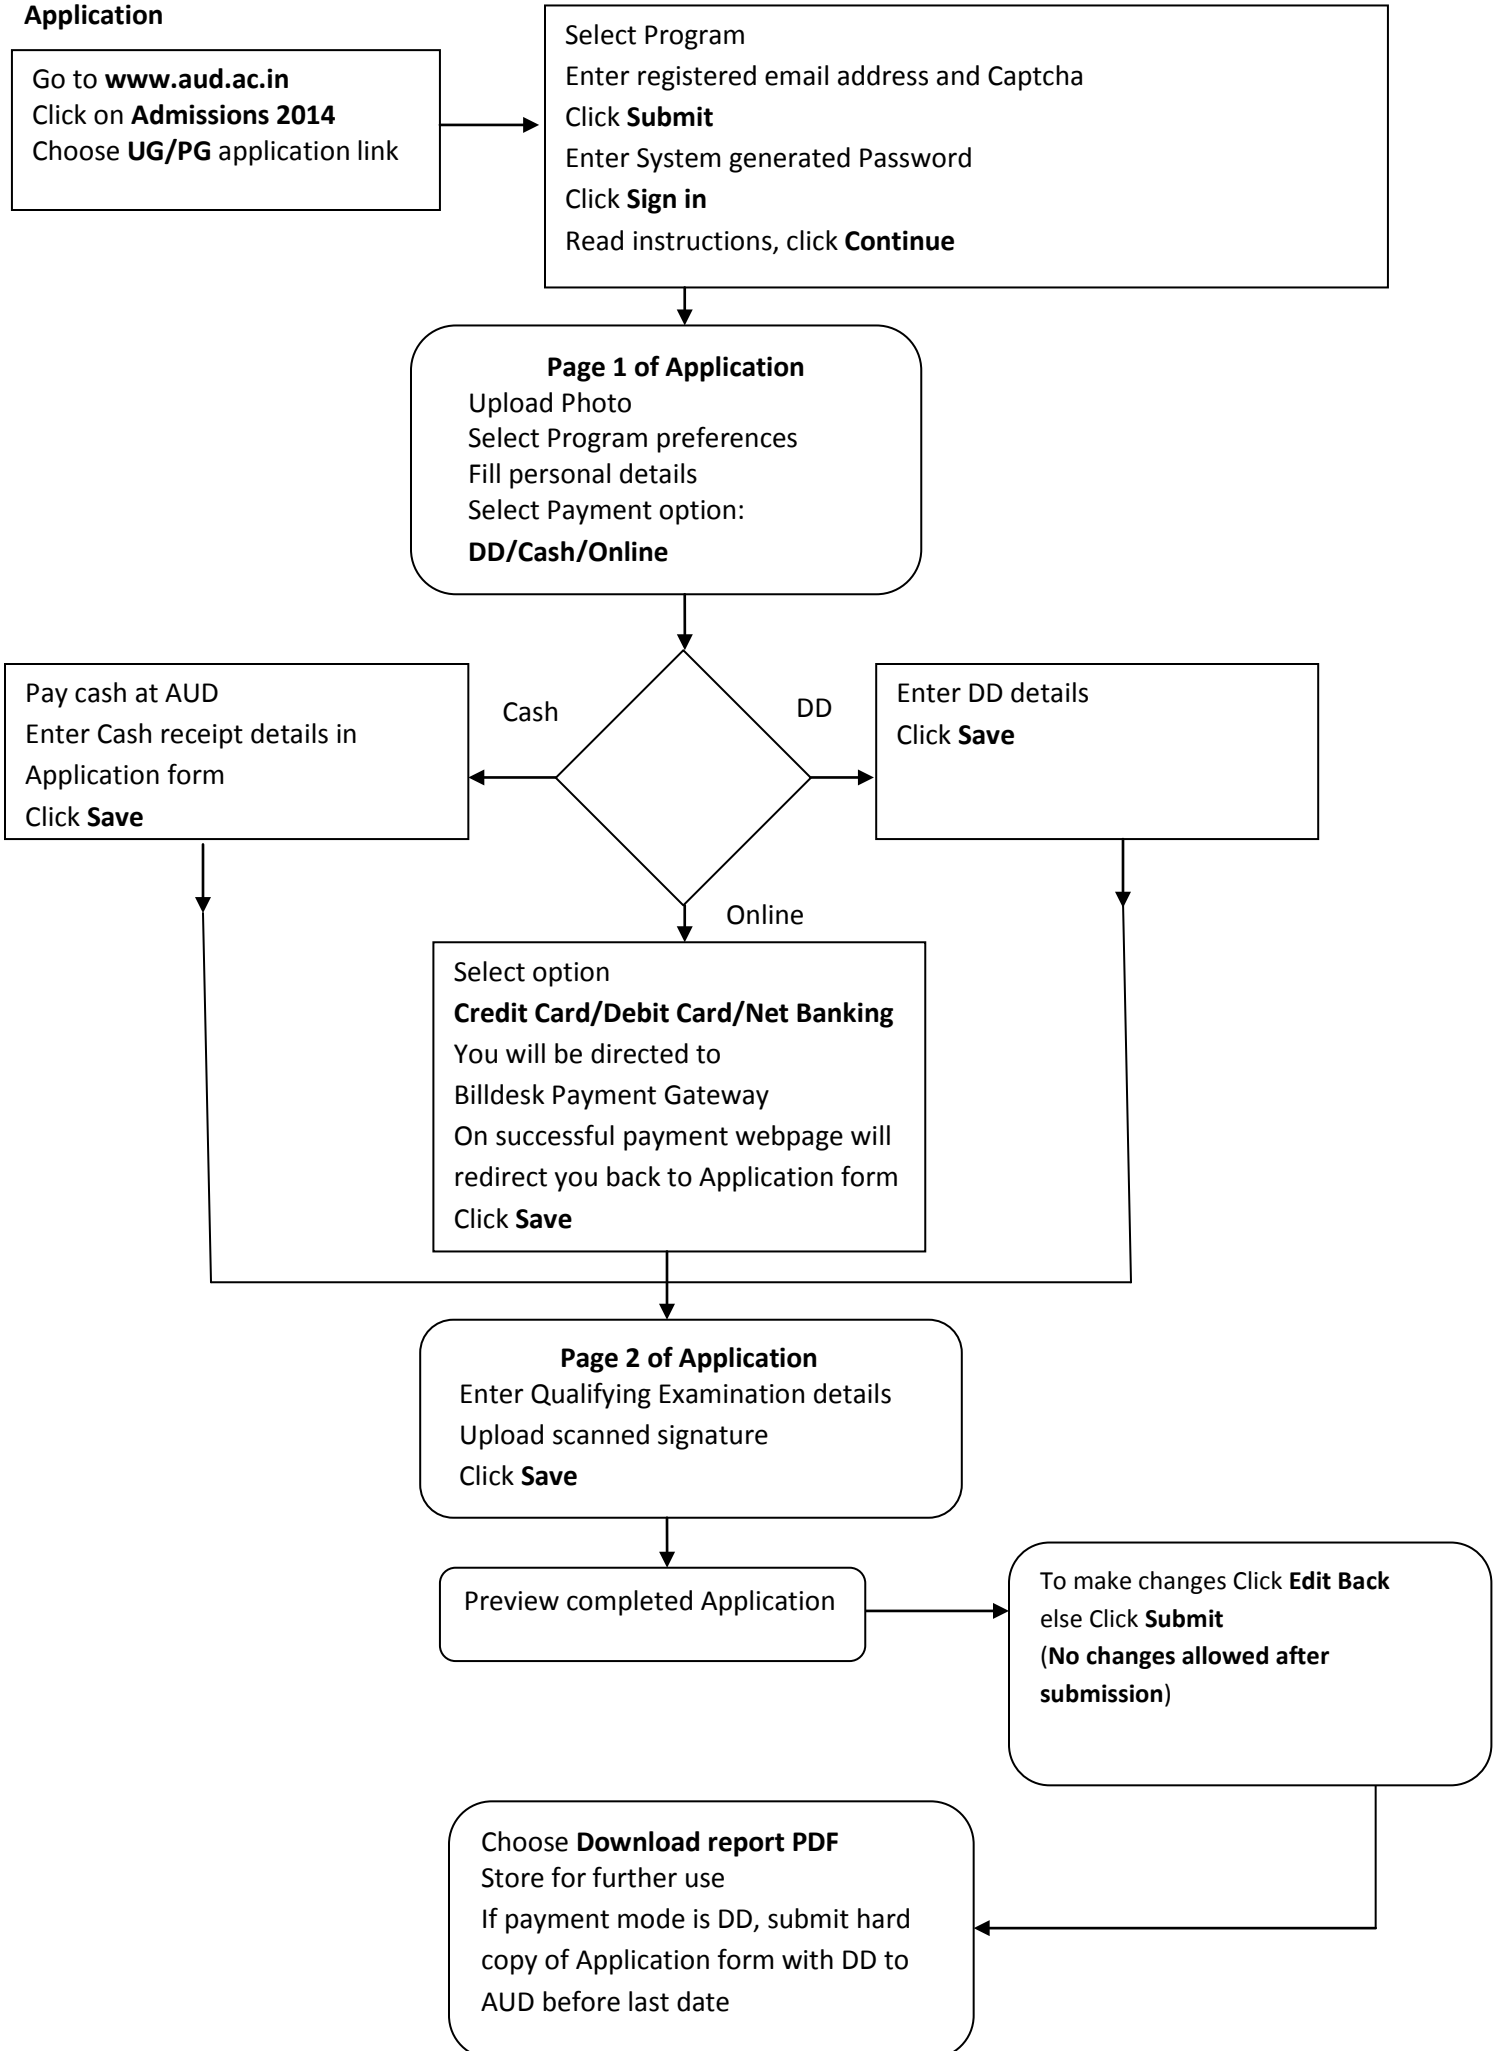 Application
Go to www.aud.ac.in
Click on Admissions 2014
Choose UG/PG application link
Select Program
Enter registered email address and Captcha
Click Submit
Enter System generated Password
Click Sign in
Read instructions, click Continue
Page 1 of Application
Upload Photo
Select Program preferences
Fill personal details
Select Payment option:
DD/Cash/Online
Cash
DD
Online
Pay cash at AUD
Enter Cash receipt details in
Application form
Click Save
Enter DD details
Click Save
Select option
Credit Card/Debit Card/Net Banking
You will be directed to
Billdesk Payment Gateway
On successful payment webpage will
redirect you back to Application form
Click Save
Page 2 of Application
Enter Qualifying Examination details
Upload scanned signature
Click Save
Preview completed Application
To make changes Click Edit Back
else Click Submit
(No changes allowed after
submission)
Choose Download report PDF
Store for further use
If payment mode is DD, submit hard
copy of Application form with DD to
AUD before last date